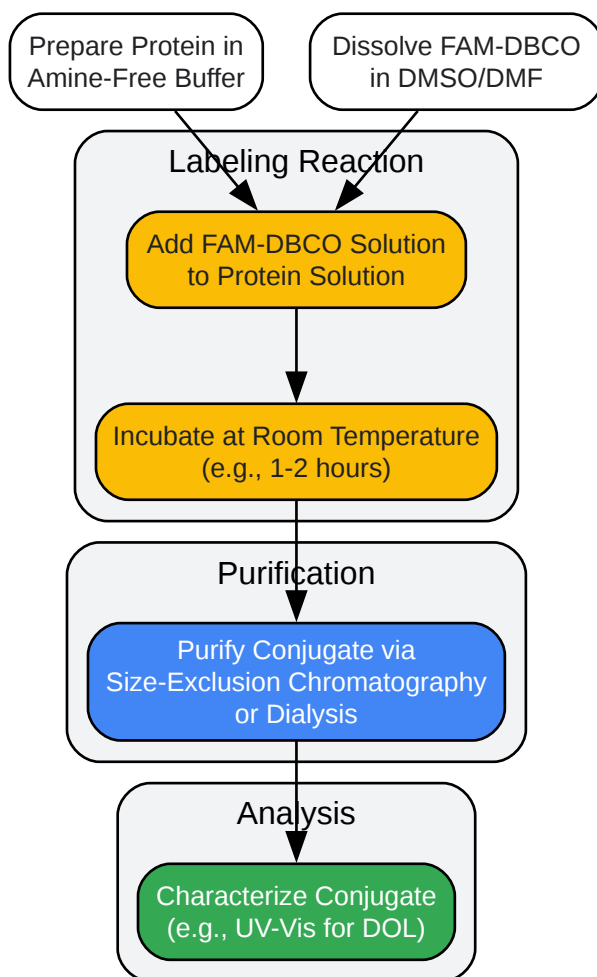 Prepare Protein in
Amine-Free Buffer
Dissolve FAM-DBCO
in DMSO/DMF
Labeling Reaction
Add FAM-DBCO Solution
to Protein Solution
Incubate at Room Temperature
(e.g., 1-2 hours)
Purification
Purify Conjugate via
Size-Exclusion Chromatography
or Dialysis
Analysis
Characterize Conjugate
(e.g., UV-Vis for DOL)